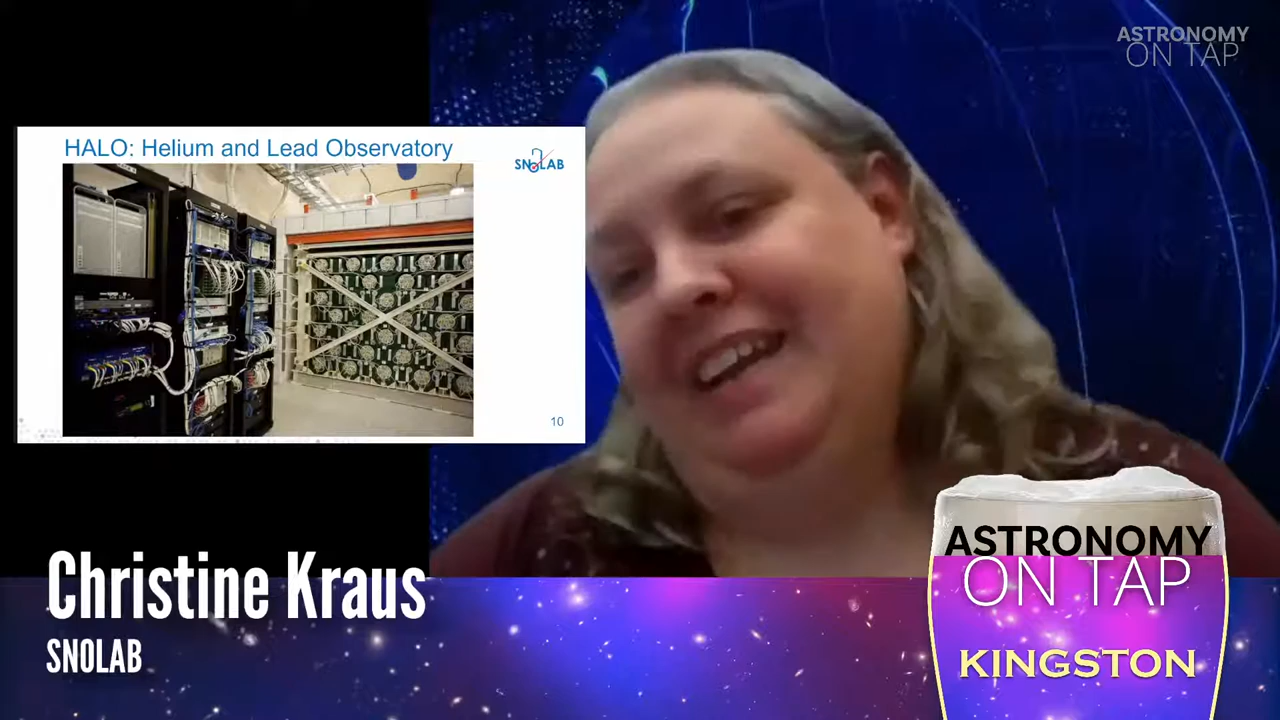 ASTRONOMY
ON TAP
HALO: Helium and Lead Observatory
SNOLAB
10
Christine Kraus
SNOLAB
ASTRONOMY
ON TAP
KINGSTON